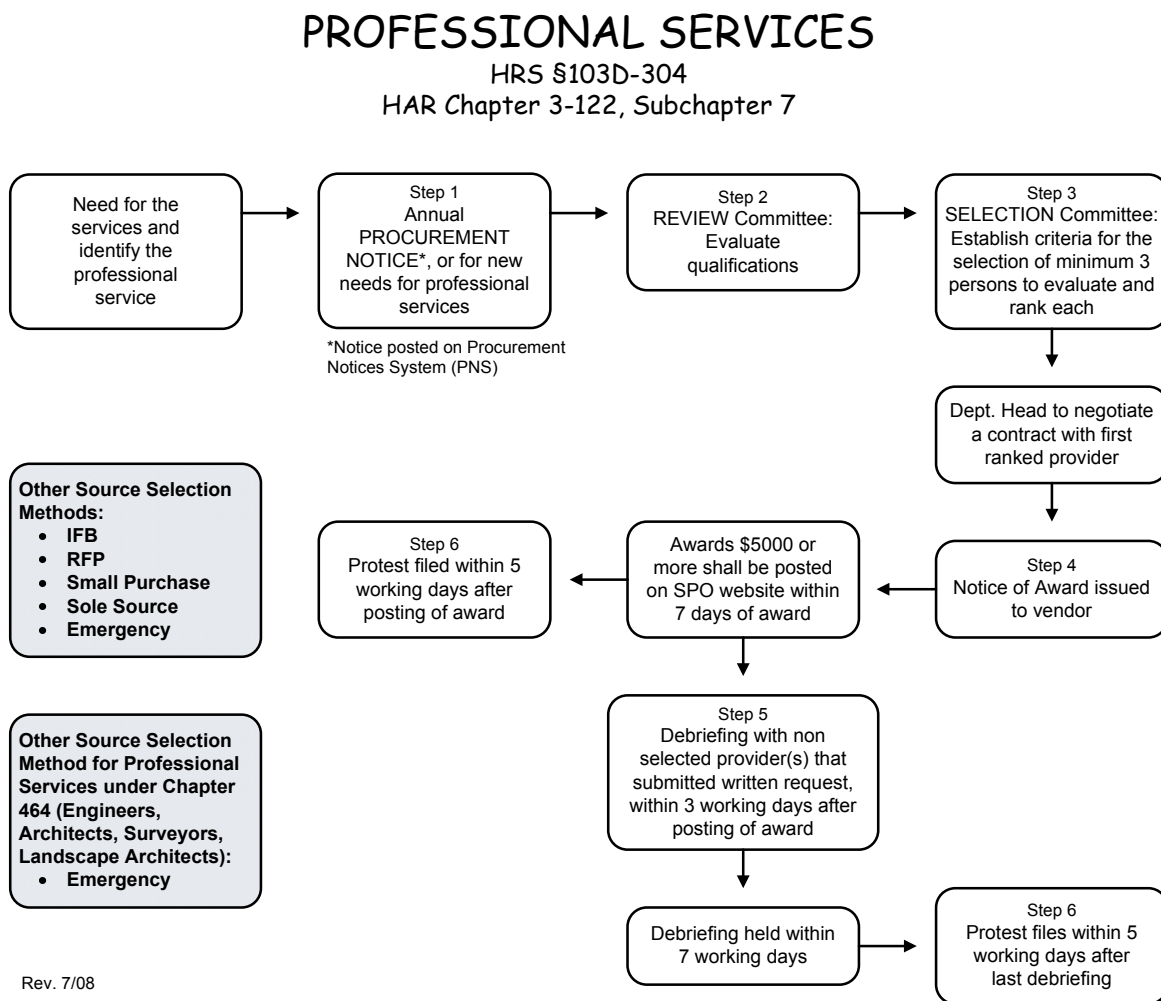 PROFESSIONAL SERVICES
HRS §103D-304
HAR Chapter 3-122, Subchapter 7
Need for the
services and
identify the
professional
service
Step 1
Annual
PROCUREMENT
NOTICE*, or for new
needs for professional
services
*Notice posted on Procurement
Notices System (PNS)
Step 2
REVIEW Committee:
Evaluate
qualifications
Step 3
SELECTION Committee:
Establish criteria for the
selection of minimum 3
persons to evaluate and
rank each
Dept. Head to negotiate
a contract with first
ranked provider
Step 4
Notice of Award issued
to vendor
Awards $5000 or
more shall be posted
on SPO website within
7 days of award
Step 6
Protest filed within 5
working days after
posting of award
Step 5
Debriefing with non
selected provider(s) that
submitted written request,
within 3 working days after
posting of award
Debriefing held within
7 working days
Step 6
Protest files within 5
working days after
last debriefing
Other Source Selection
Methods:
• IFB
• RFP
• Small Purchase
• Sole Source
• Emergency
Other Source Selection
Method for Professional
Services under Chapter
464 (Engineers,
Architects, Surveyors,
Landscape Architects):
• Emergency
Rev. 7/08